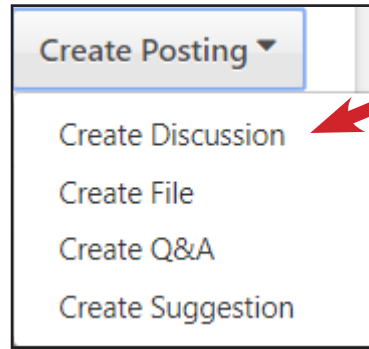 Create Posting
Create Discussion
Create File
Create Q&A
Create Suggestion